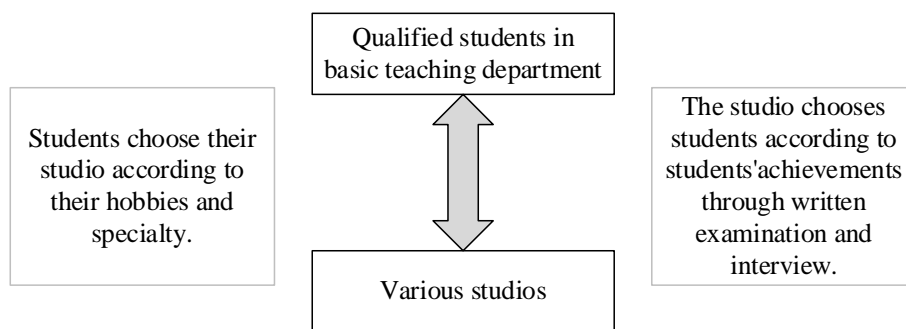 Qualified students in
basic teaching department
Students choose their
studio according to
their hobbies and
specialty.
The studio chooses
students according to
students'achievements
through written
examination and
interview.
Various studios